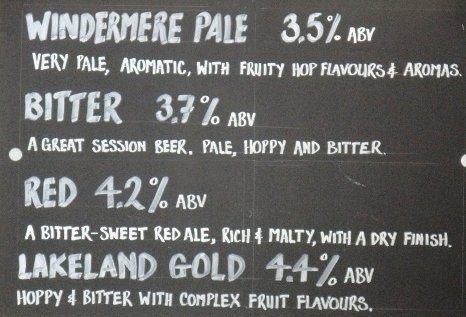 WINDERMERE PALE 3.5% ABV
VERY PALE, AROMATIC, WITH FRUITY HOP FLAVOURS & AROMAS.
BITTER 3.7% ABV
A GREAT SESSION BEER. PALE, HOPPY AND BITTER.
RED 4.2% ABV
A BITTER-SWEET RED ALE, RICH & MALTY, WITH A DRY FINISH.
LAKELAND GOLD 4.4% ABV
HOPPY & BITTER WITH COMPLEX FRUIT FLAVOURS.